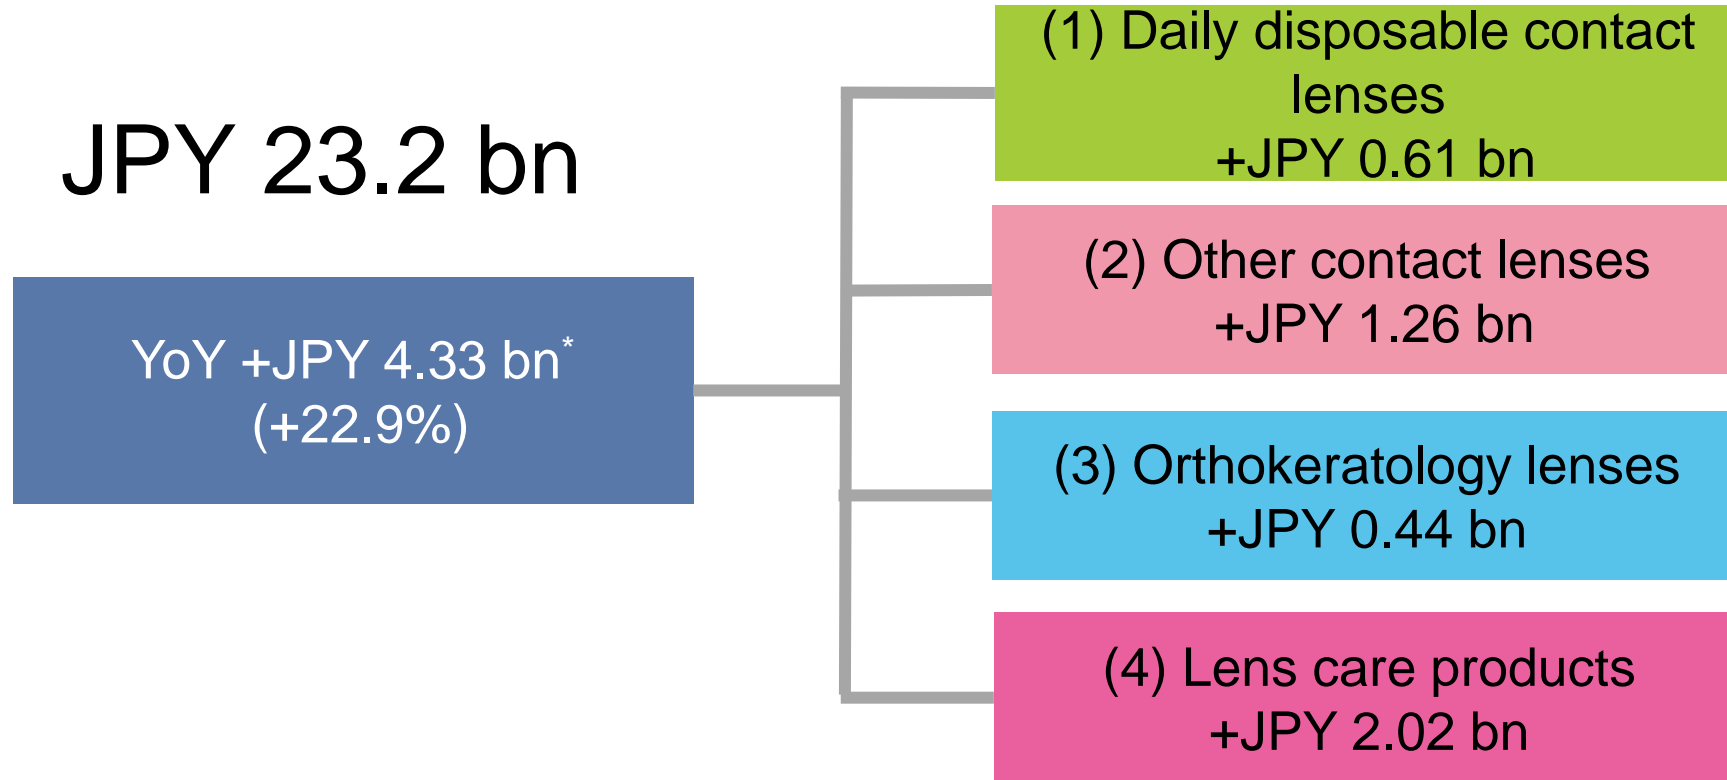 JPY 23.2 bn
YoY +JPY 4.33 bn*
(+22.9%)
(1) Daily disposable contact
lenses
+JPY 0.61 bn
(2) Other contact lenses
+JPY 1.26 bn
(3) Orthokeratology lenses
+JPY 0.44 bn
(4) Lens care products
+JPY 2.02 bn